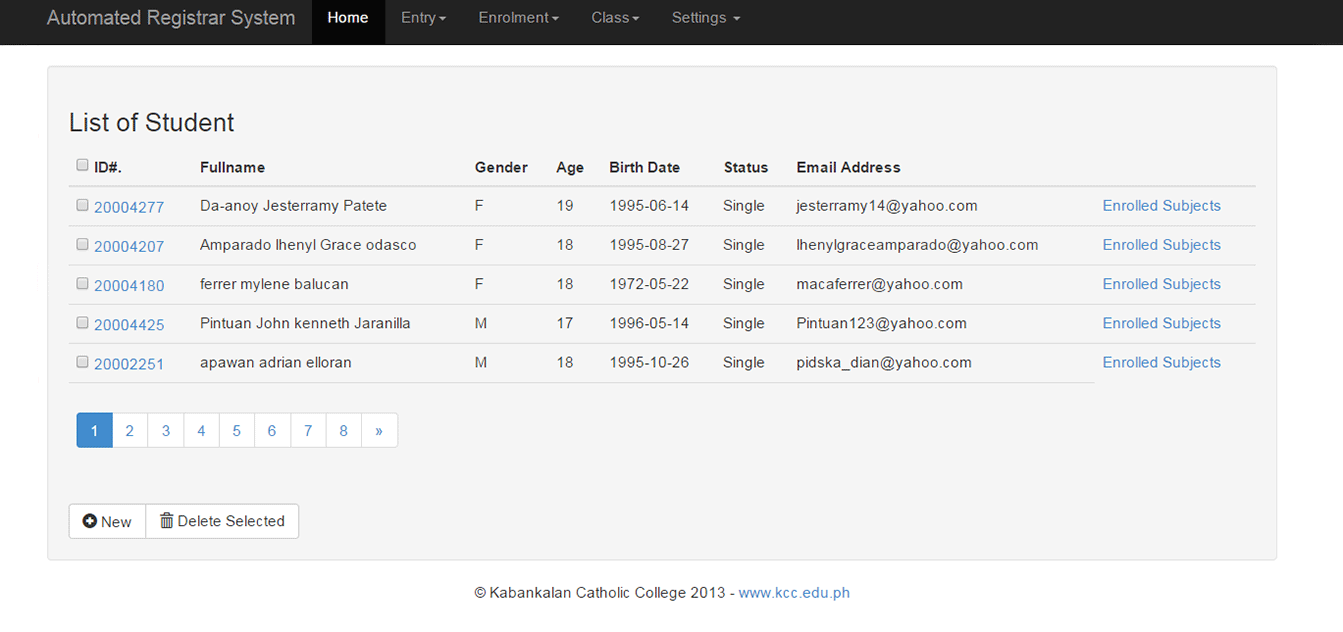 Automated Registrar System Home Entry Enrolment Class Settings
List of Student
ID#. Fullname Gender Age Birth Date Status Email Address
20004277 Da-anoy Jesterramy Patete F 19 1995-06-14 Single jesterramy14@yahoo.com Enrolled Subjects
20004207 Amparado lhenyl Grace odasco F 18 1995-08-27 Single lhenylgraceamparado@yahoo.com Enrolled Subjects
20004180 ferrer mylene balucan F 18 1972-05-22 Single macaferrer@yahoo.com Enrolled Subjects
20004425 Pintuan John kenneth Jaranilla M 17 1996-05-14 Single Pintuan123@yahoo.com Enrolled Subjects
20002251 apawan adrian elloran M 18 1995-10-26 Single pidska_dian@yahoo.com Enrolled Subjects
1 2 3 4 5 6 7 8 »
New Delete Selected
© Kabankalan Catholic College 2013 - www.kcc.edu.ph